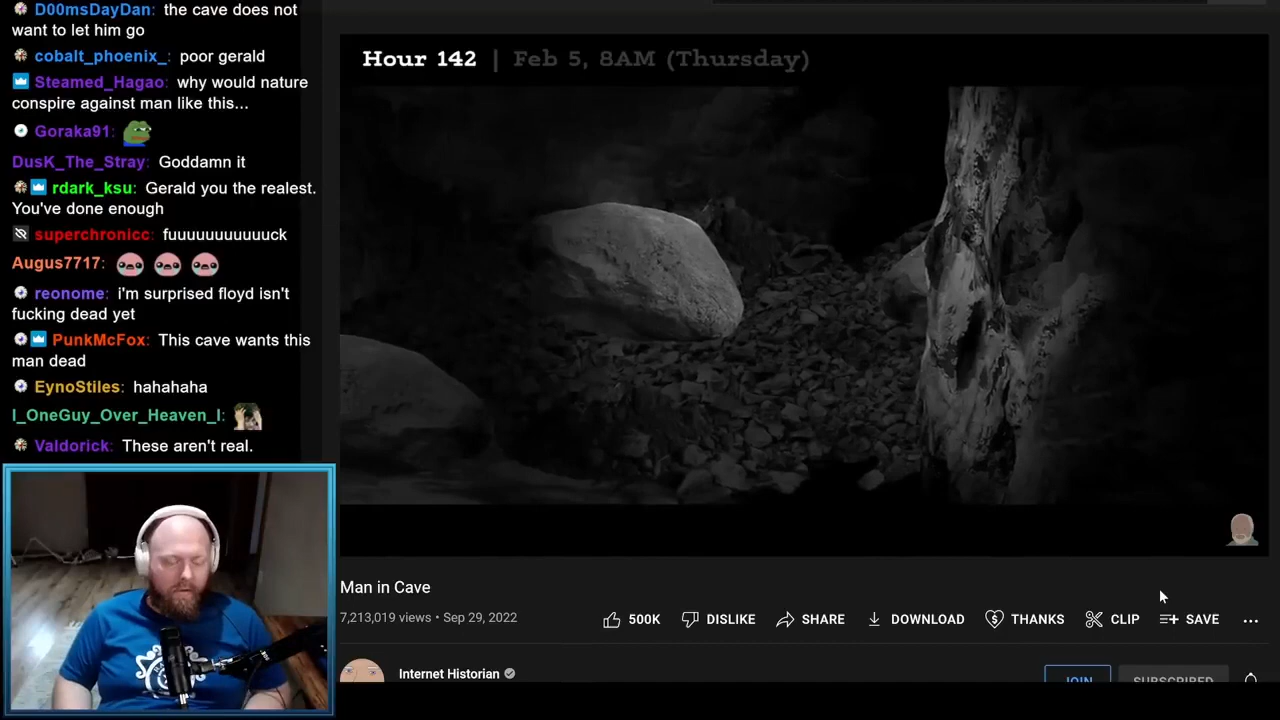 D00msDayDan: the cave does not
want to let him go
cobalt_phoenix_: poor gerald
Steamed_Hagao: why would nature
conspire against man like this...
Goraka91:
DusK_The_Stray: Goddamn it
rdark_ksu: Gerald you the realest.
You've done enough
superchronicc: fuuuuuuuuuuuck
Augus7717:
reonome: i'm surprised floyd isn't
fucking dead yet
PunkMcFox: This cave wants this
man dead
EynoStiles: hahahaha
I_OneGuy_Over_Heaven_I:
Valdorick: These aren't real.
Hour 142 | Feb 5, 8AM (Thursday)
Man in Cave
7,213,019 views • Sep 29, 2022
500K DISLIKE SHARE DOWNLOAD THANKS CLIP SAVE ...
Internet Historian
JOIN SUBSCRIBED